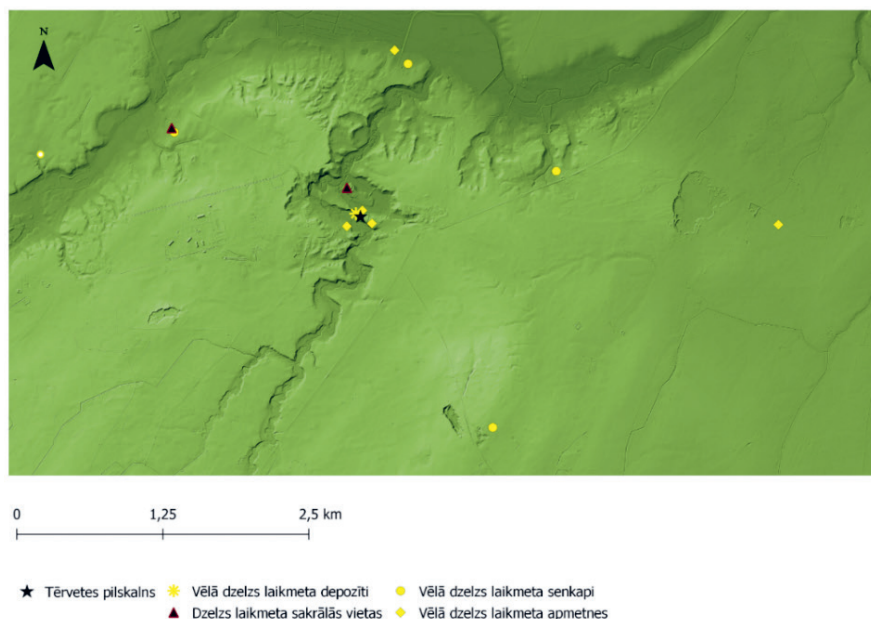 N
0 1,25 2,5 km
Tērvetes pilskalns Vēlā dzelzs laikmeta depozīti Vēlā dzelzs laikmeta senkapi
Dzelzs laikmeta sakrālās vietas Vēlā dzelzs laikmeta apmetnes